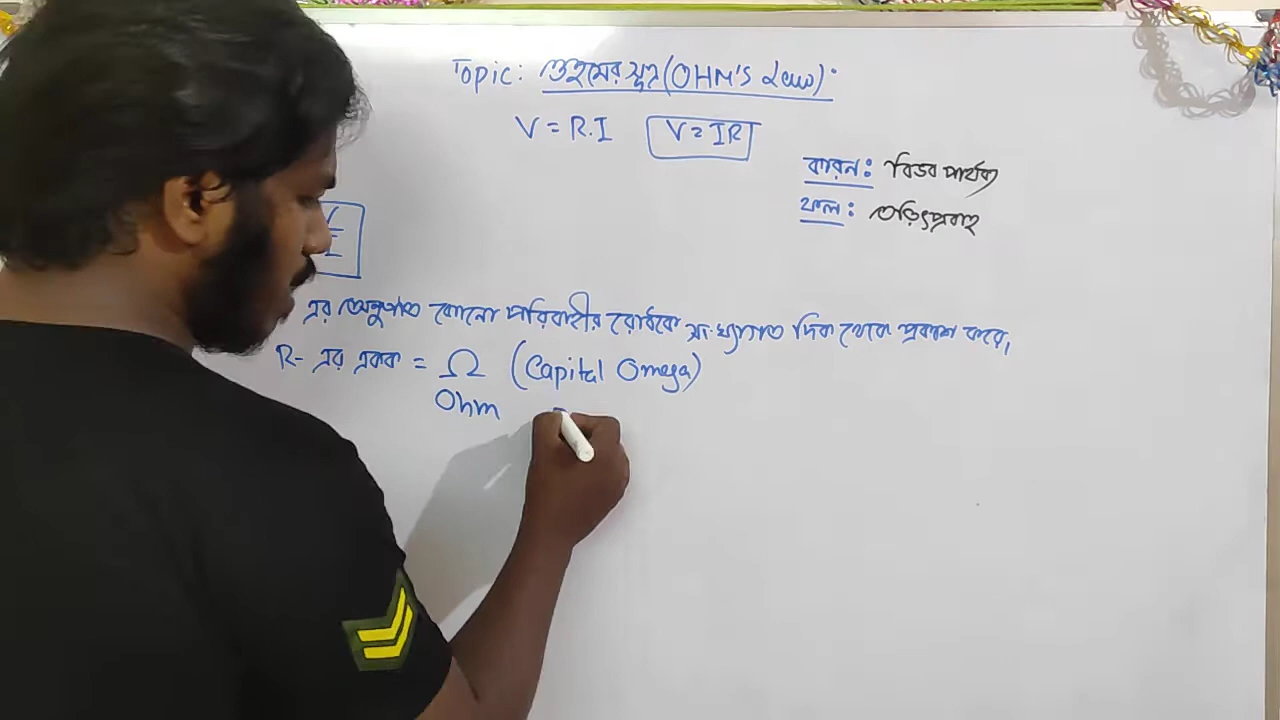 Topic: ওহমের সূত্র (OHM'S Law):
V = R.I V = IR
কারন: বিভব পার্থক্য
ফল: তড়িৎপ্রবাহ
V
I
এর অনুপাত কোনো পরিবাহীর রোধকে সাংখ্যাগত দিক থেকে প্রকাশ করে,
R- এর একক = Ω (Capital Omega)
Ohm